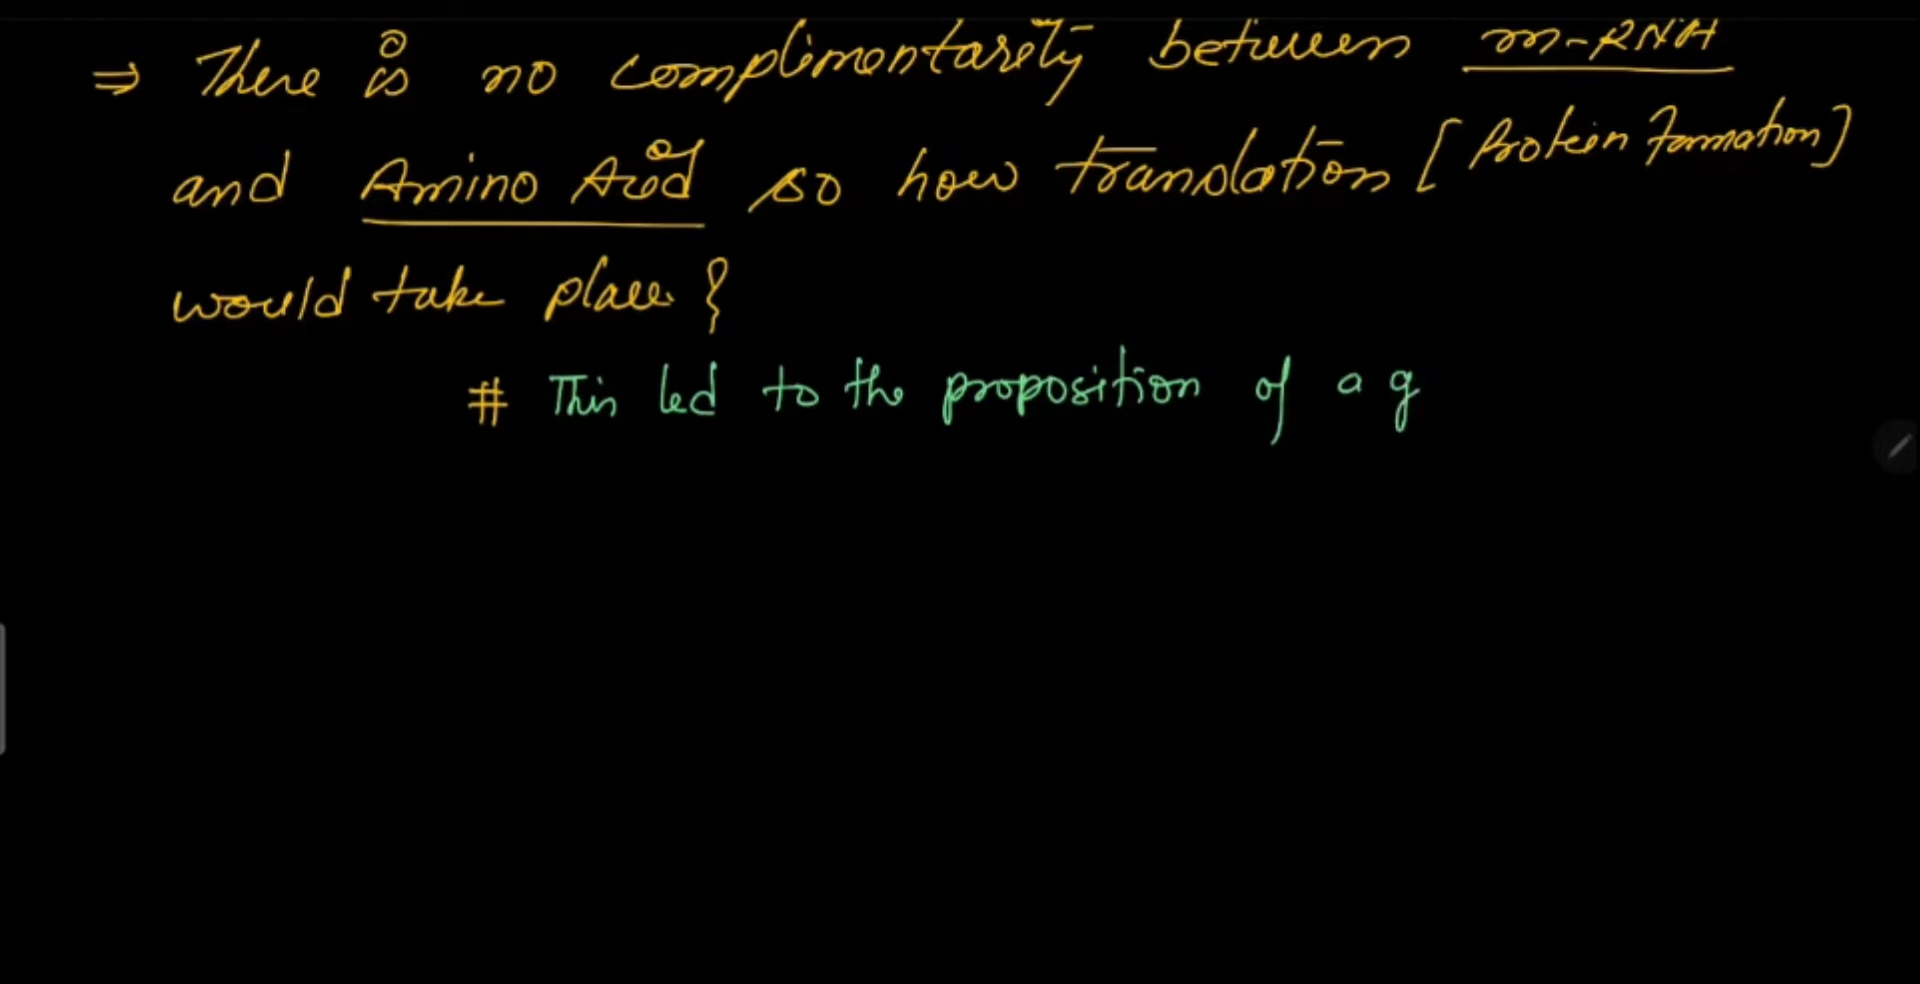 ⇒ There is no complimentarity between m-RNA
and Amino Acid so how translation [Protein Formation]
would take place ?
# This led to the proposition of a g